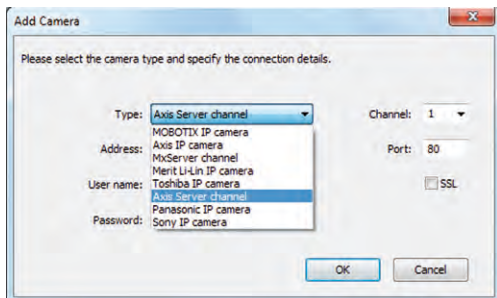 Add Camera
Please select the camera type and specify the connection details.
Type: Axis Server channel Channel: 1
MOBOTIX IP camera
Axis IP camera
Address: MxServer channel Port: 80
Merit Li-Lin IP camera
User name: Toshiba IP camera SSL
Axis Server channel
Panasonic IP camera
Password: Sony IP camera
OK Cancel